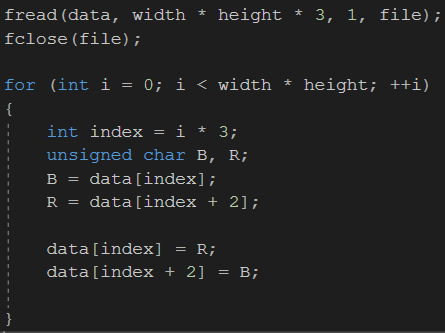 fread(data, width * height * 3, 1, file);
fclose(file);
for (int i = 0; i < width * height; ++i)
{
int index = i * 3;
unsigned char B, R;
B = data[index];
R = data[index + 2];
data[index] = R;
data[index + 2] = B;
}